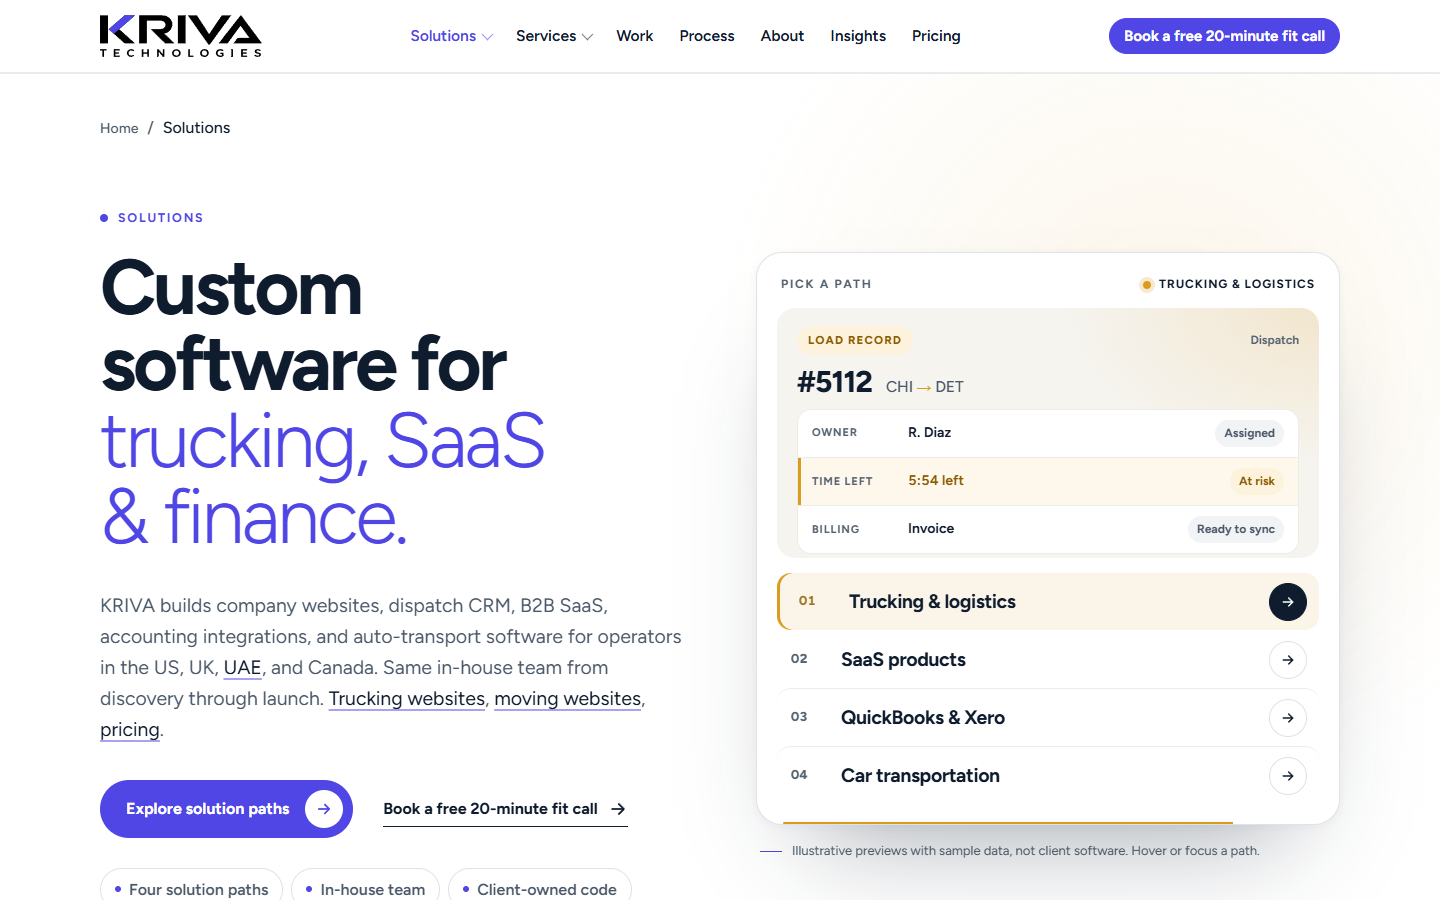 KRIVA
TECHNOLOGIES
Solutions
Services
Work
Process
About
Insights
Pricing
Book a free 20-minute fit call
Home / Solutions
SOLUTIONS
Custom
software for
trucking, SaaS
& finance.
KRIVA builds company websites, dispatch CRM, B2B SaaS,
accounting integrations, and auto-transport software for operators
in the US, UK, UAE, and Canada. Same in-house team from
discovery through launch. Trucking websites, moving websites,
pricing.
Explore solution paths →
Book a free 20-minute fit call →
Four solution paths
In-house team
Client-owned code
PICK A PATH
TRUCKING & LOGISTICS
LOAD RECORD
Dispatch
#5112 CHI → DET
OWNER R. Diaz Assigned
TIME LEFT 5:54 left At risk
BILLING Invoice Ready to sync
01 Trucking & logistics →
02 SaaS products →
03 QuickBooks & Xero →
04 Car transportation →
Illustrative previews with sample data, not client software. Hover or focus a path.